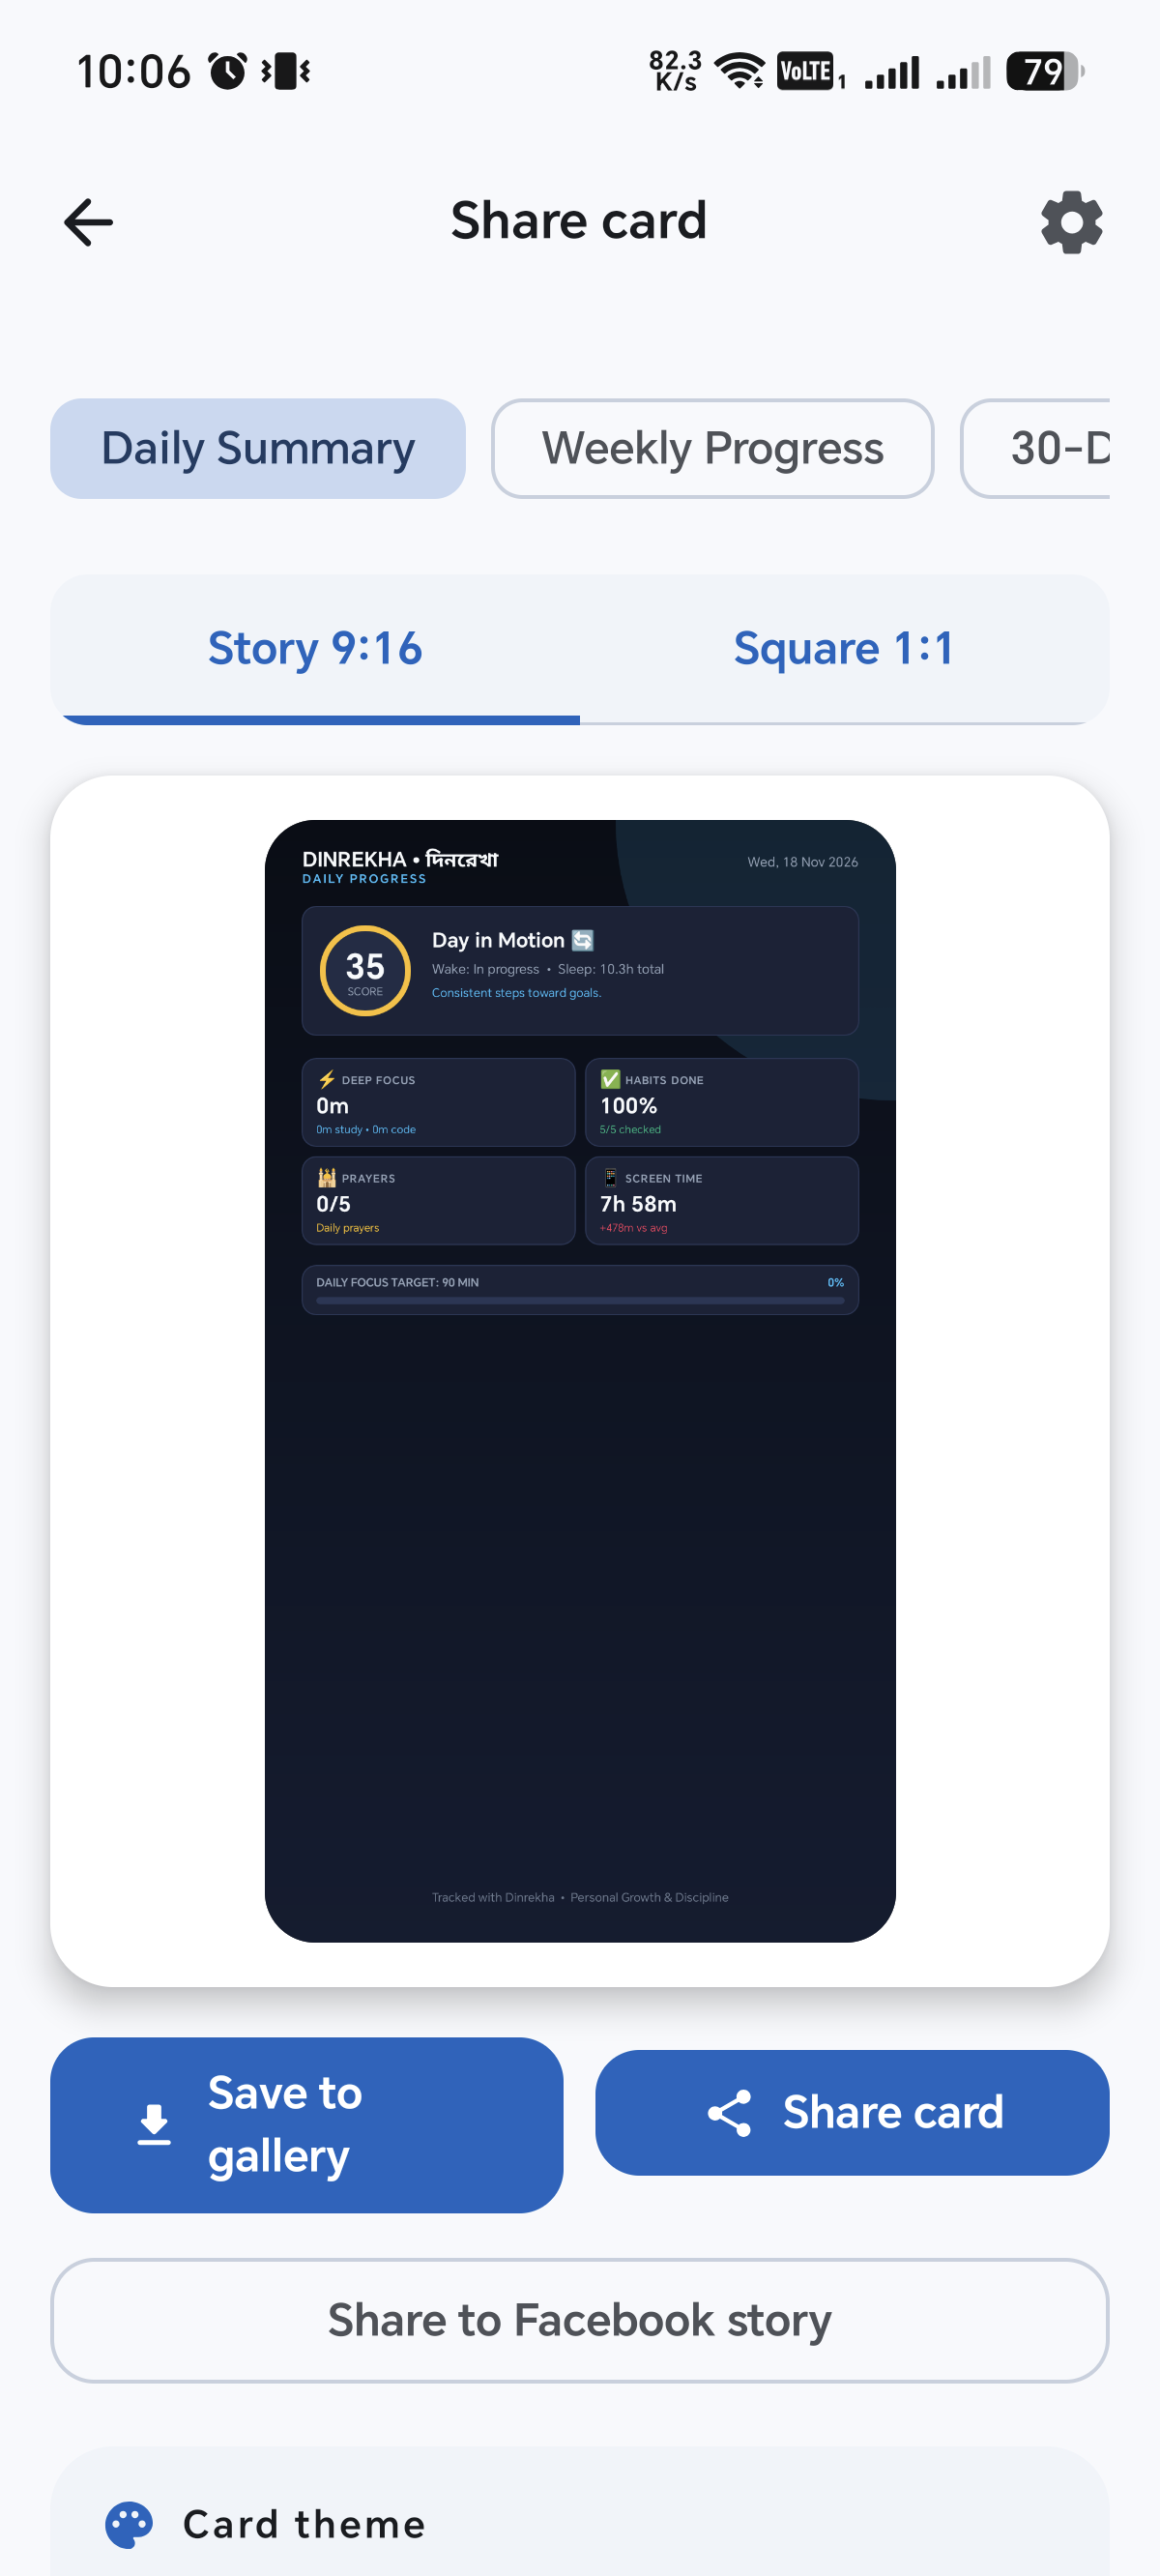 10:06
82.3
K/s
VoLTE 1
79
Share card
Daily Summary
Weekly Progress
30-D
Story 9:16
Square 1:1
DINREKHA • দিনরেখা
DAILY PROGRESS
Wed, 18 Nov 2026
35
SCORE
Day in Motion
Wake: In progress • Sleep: 10.3h total
Consistent steps toward goals.
DEEP FOCUS
0m
0m study • 0m code
HABITS DONE
100%
5/5 checked
PRAYERS
0/5
Daily prayers
SCREEN TIME
7h 58m
+478m vs avg
DAILY FOCUS TARGET: 90 MIN
0%
Tracked with Dinrekha • Personal Growth & Discipline
Save to
gallery
Share card
Share to Facebook story
Card theme